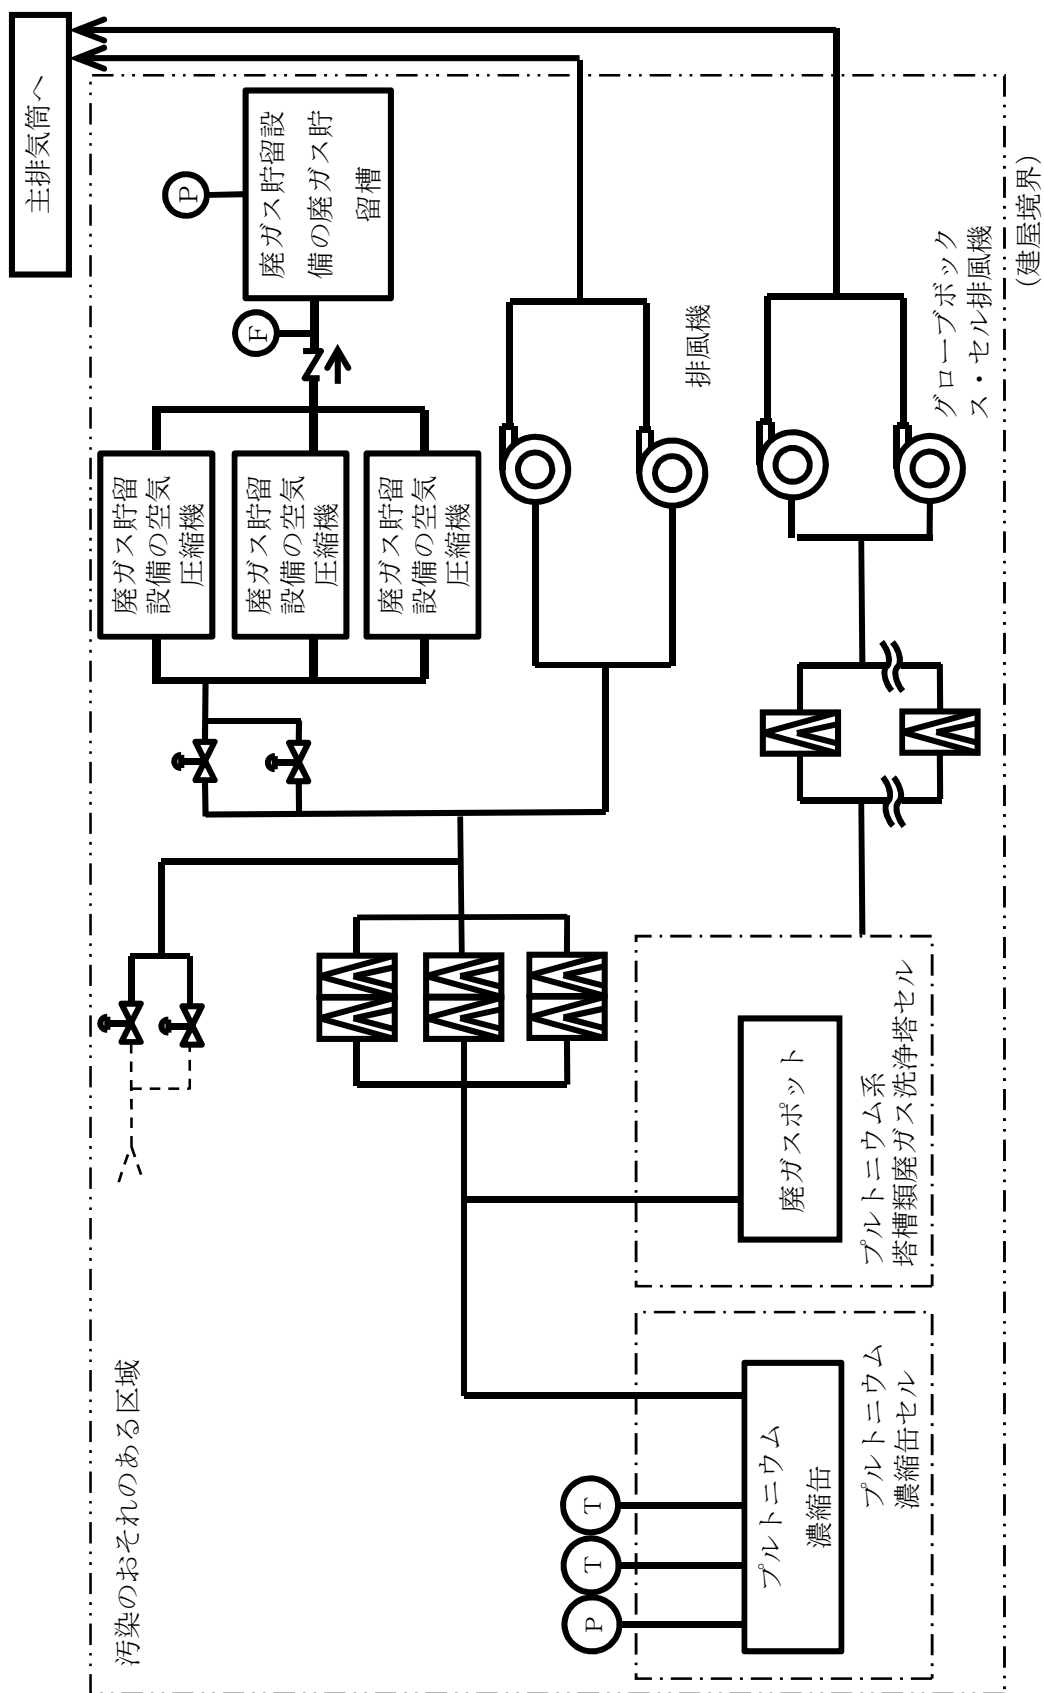 汚染のおそれのある区域
P
T
T
プルトニウム
濃縮缶
プルトニウム
濃縮缶セル
廃ガスポット
プルトニウム系
塔槽類廃ガス洗浄塔セル
廃ガス貯留
設備の空気
圧縮機
廃ガス貯留
設備の空気
圧縮機
廃ガス貯留
設備の空気
圧縮機
F
P
廃ガス貯留設
備の廃ガス貯
留槽
排風機
グローブボック
ス・セル排風機
主排気筒へ
(建屋境界)